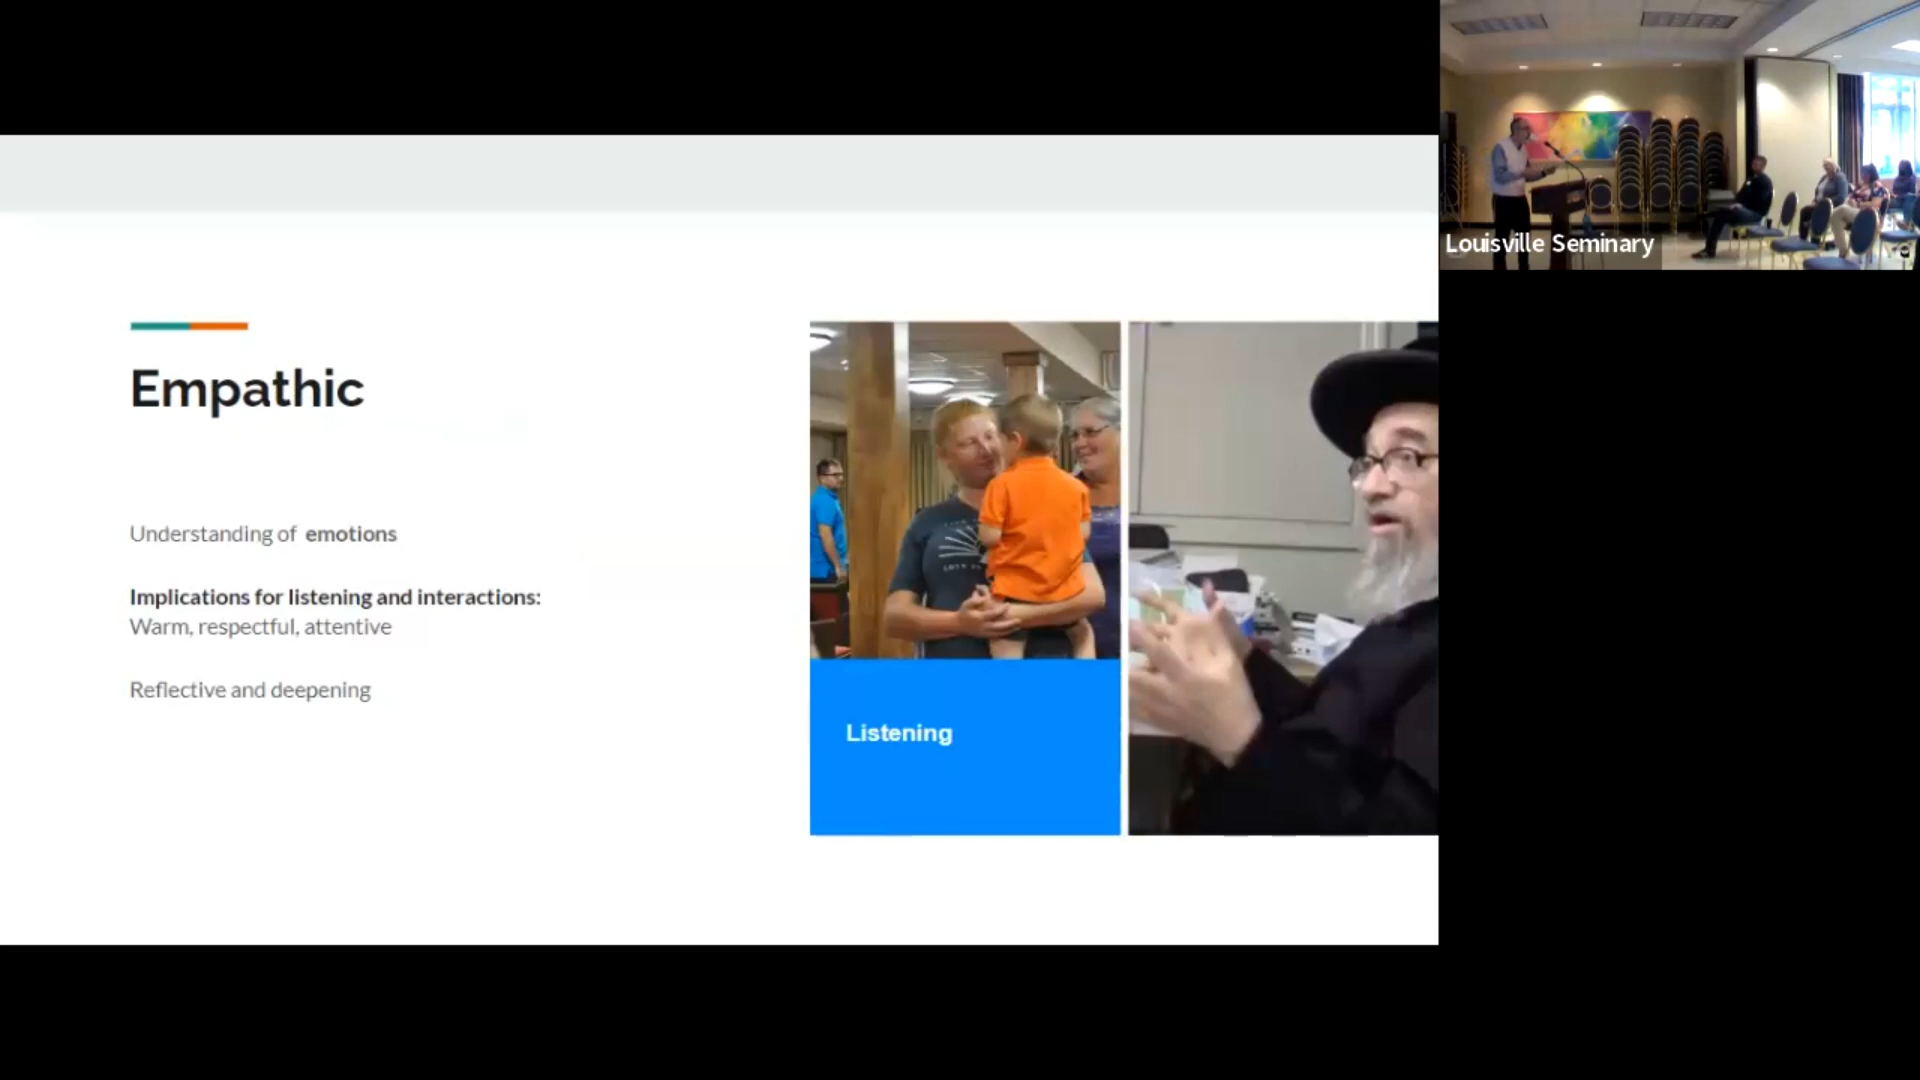 Louisville Seminary
Empathic
Understanding of emotions
Implications for listening and interactions:
Warm, respectful, attentive
Reflective and deepening
Listening